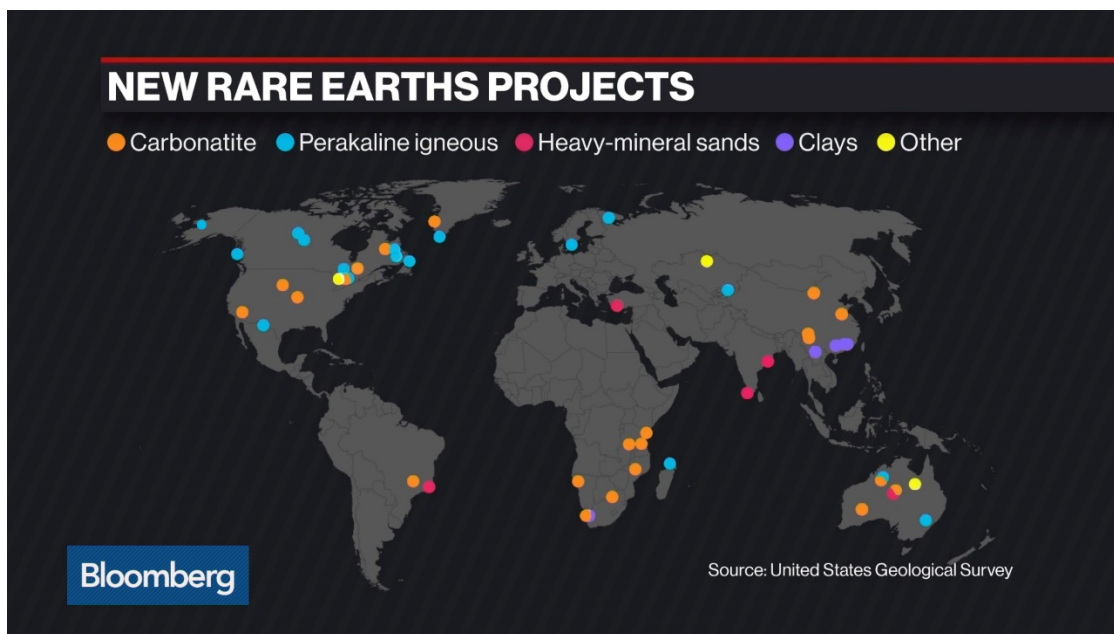 NEW RARE EARTHS PROJECTS
Carbonatite Perakaline igneous Heavy-mineral sands Clays Other
Bloomberg
Source: United States Geological Survey